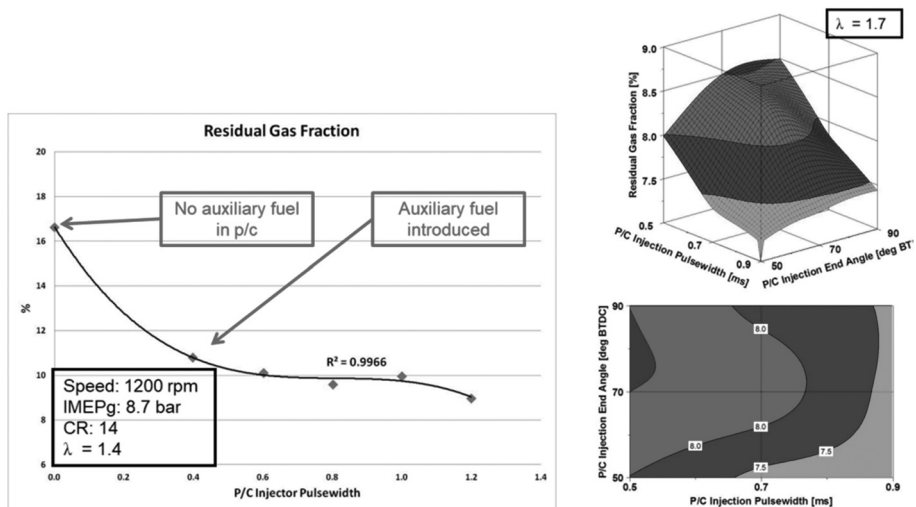 Residual Gas Fraction
20
18
16
14
12
10
8
6
%
No auxiliary fuel
in p/c
Auxiliary fuel
introduced
R² = 0.9966
Speed: 1200 rpm
IMEPg: 8.7 bar
CR: 14
λ = 1.4
0.0
0.2
0.4
0.6
0.8
1.0
1.2
1.4
P/C Injector Pulsewidth
λ = 1.7
9.0
8.5
8.0
7.5
Residual Gas Fraction [%]
0.5
0.7
0.9
P/C Injection Pulsewidth [ms]
50
70
90
P/C Injection End Angle [deg BT
90
70
50
P/C Injection End Angle [deg BTDC]
8.0
8.0
8.0
7.5
7.5
0.5
0.7
0.9
P/C Injection Pulsewidth [ms]